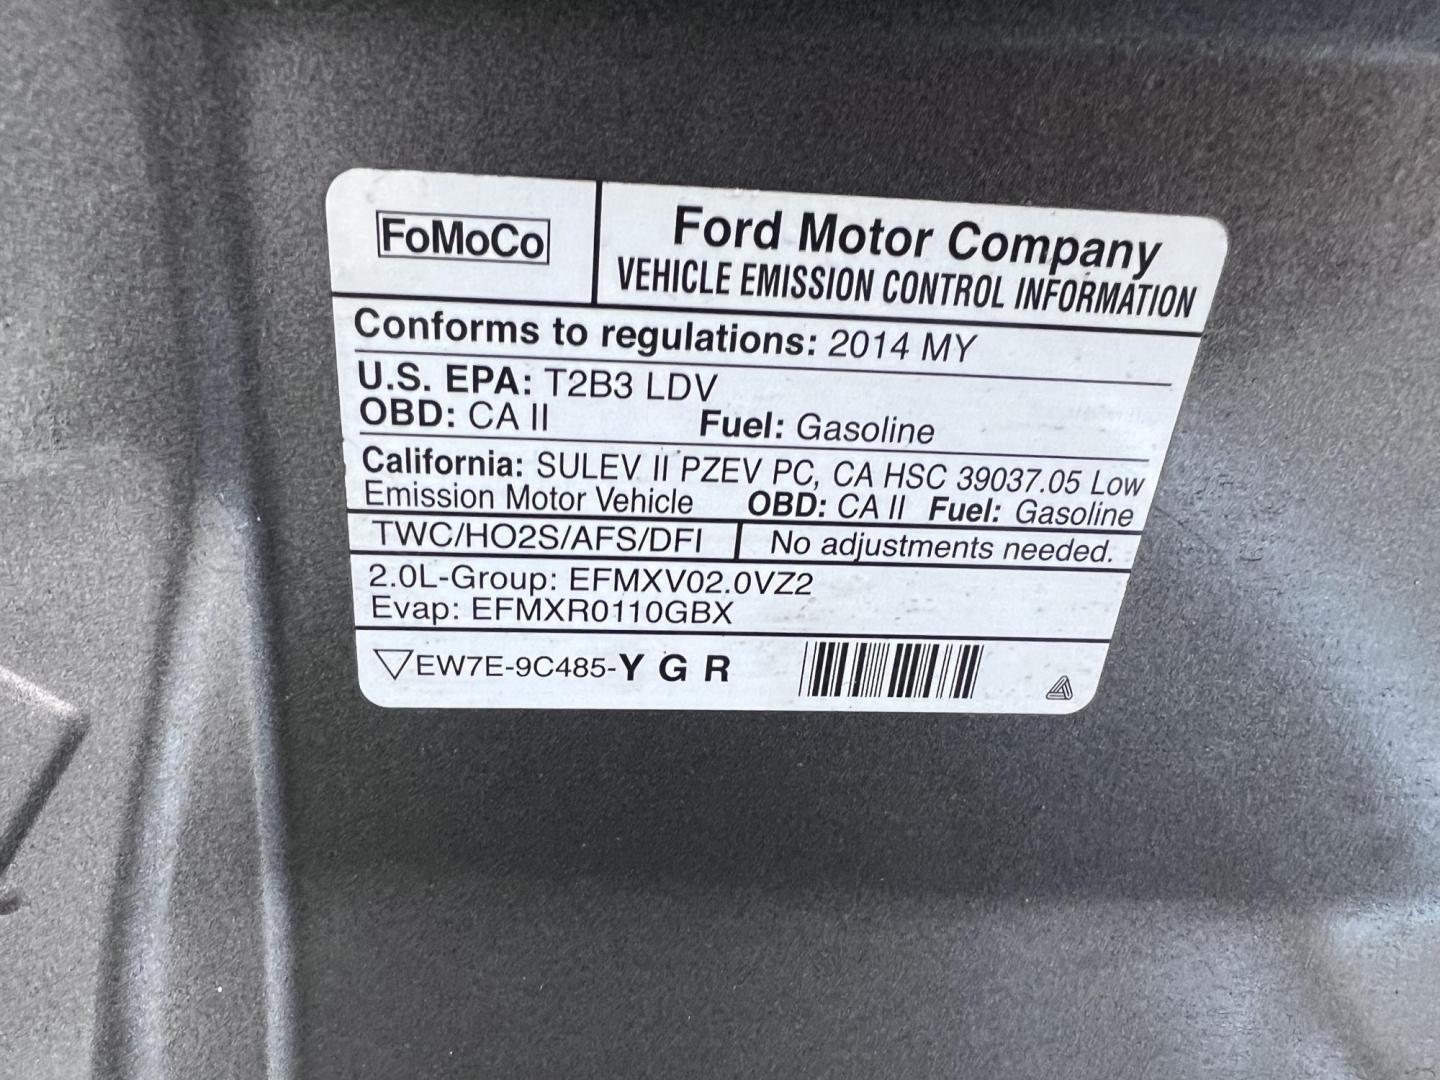 FoMoCo
Ford Motor Company
VEHICLE EMISSION CONTROL INFORMATION
Conforms to regulations: 2014 MY
U.S. EPA: T2B3 LDV
OBD: CA II Fuel: Gasoline
California: SULEV II PZEV PC, CA HSC 39037.05 Low
Emission Motor Vehicle OBD: CA II Fuel: Gasoline
TWC/HO2S/AFS/DFI No adjustments needed.
2.0L-Group: EFMXV02.0VZ2
Evap: EFMXR0110GBX
EW7E-9C485-Y G R